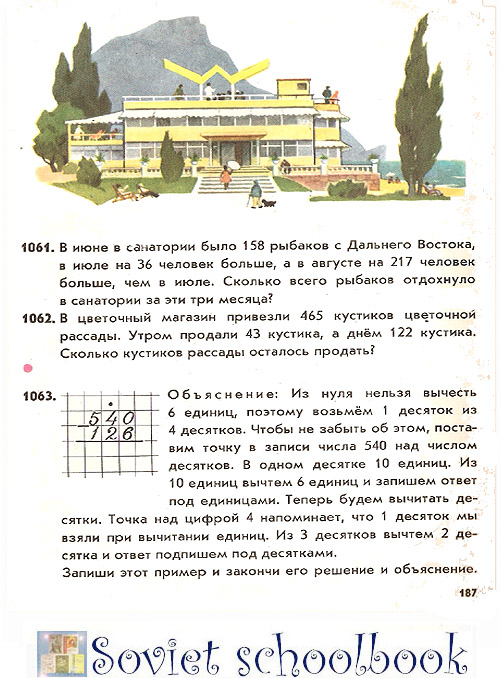 1061. В июне в санатории было 158 рыбаков с Дальнего Востока,
в июле на 36 человек больше, а в августе на 217 человек
больше, чем в июле. Сколько всего рыбаков отдохнуло
в санатории за эти три месяца?
1062. В цветочный магазин привезли 465 кустиков цветочной
рассады. Утром продали 43 кустика, а днём 122 кустика.
Сколько кустиков рассады осталось продать?
1063. Объяснение: Из нуля нельзя вычесть
6 единиц, поэтому возьмём 1 десяток из
4 десятков. Чтобы не забыть об этом, поста-
вим точку в записи числа 540 над числом
десятков. В одном десятке 10 единиц. Из
10 единиц вычтем 6 единиц и запишем ответ
под единицами. Теперь будем вычитать де-
сятки. Точка над цифрой 4 напоминает, что 1 десяток мы
взяли при вычитании единиц. Из 3 десятков вычтем 2 де-
сятка и ответ подпишем под десятками.
Запиши этот пример и закончи его решение и объяснение.
540
126
187
Soviet schoolbook